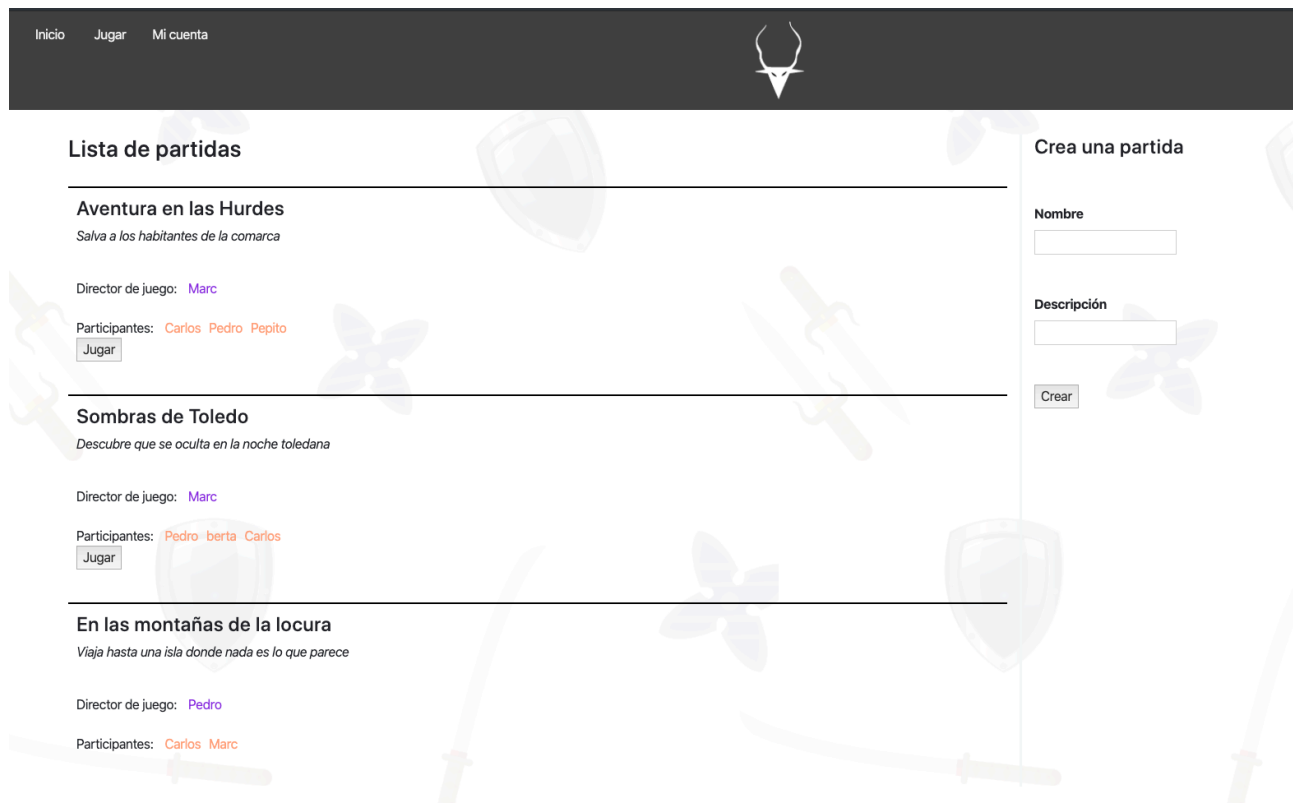 Inicio Jugar Mi cuenta
Lista de partidas
Aventura en las Hurdes
Salva a los habitantes de la comarca
Director de juego: Marc
Participantes: Carlos Pedro Pepito
Jugar
Sombras de Toledo
Descubre que se oculta en la noche toledana
Director de juego: Marc
Participantes: Pedro berta Carlos
Jugar
En las montañas de la locura
Viaja hasta una isla donde nada es lo que parece
Director de juego: Pedro
Participantes: Carlos Marc
Crea una partida
Nombre
Descripción
Crear